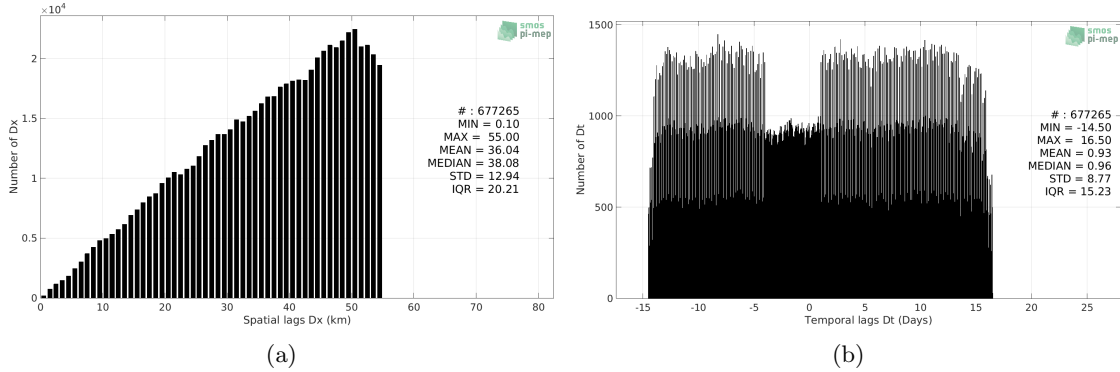 ×10⁴
smos
pi-mep
2
1.5
1
0.5
0
Number of Dx
# : 677265
MIN = 0.10
MAX = 55.00
MEAN = 36.04
MEDIAN = 38.08
STD = 12.94
IQR = 20.21
0 10 20 30 40 50 60 70 80
Spatial lags Dx (km)
(a)
smos
pi-mep
1500
1000
500
0
Number of Dt
# : 677265
MIN = -14.50
MAX = 16.50
MEAN = 0.93
MEDIAN = 0.96
STD = 8.77
IQR = 15.23
-15 -10 -5 0 5 10 15 20 25
Temporal lags Dt (Days)
(b)